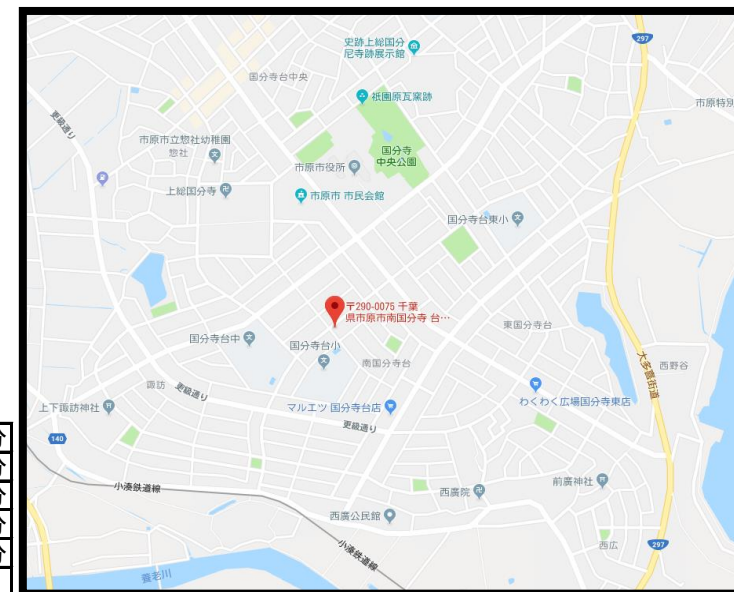 史跡上総国分
尼寺跡展示館
297
国分寺台中央
祇園原瓦窯跡
市原特別
更級通り
市原市立惣社幼稚園
惣社
国分寺
中央公園
市原市役所
上総国分寺
市原市 市民会館
国分寺台東小
〒290-0075 千葉
県市原市南国分寺 台…
東国分寺台
国分寺台中
国分寺台小
南国分寺台
大多喜街道
西野谷
諏訪
更級通り
上下諏訪神社
マルエツ 国分寺台店
わくわく広場国分寺東店
更級通り
140
小湊鉄道線
前廣神社
西廣院
西廣公民館
小湊鉄道線
西広
297
養老川